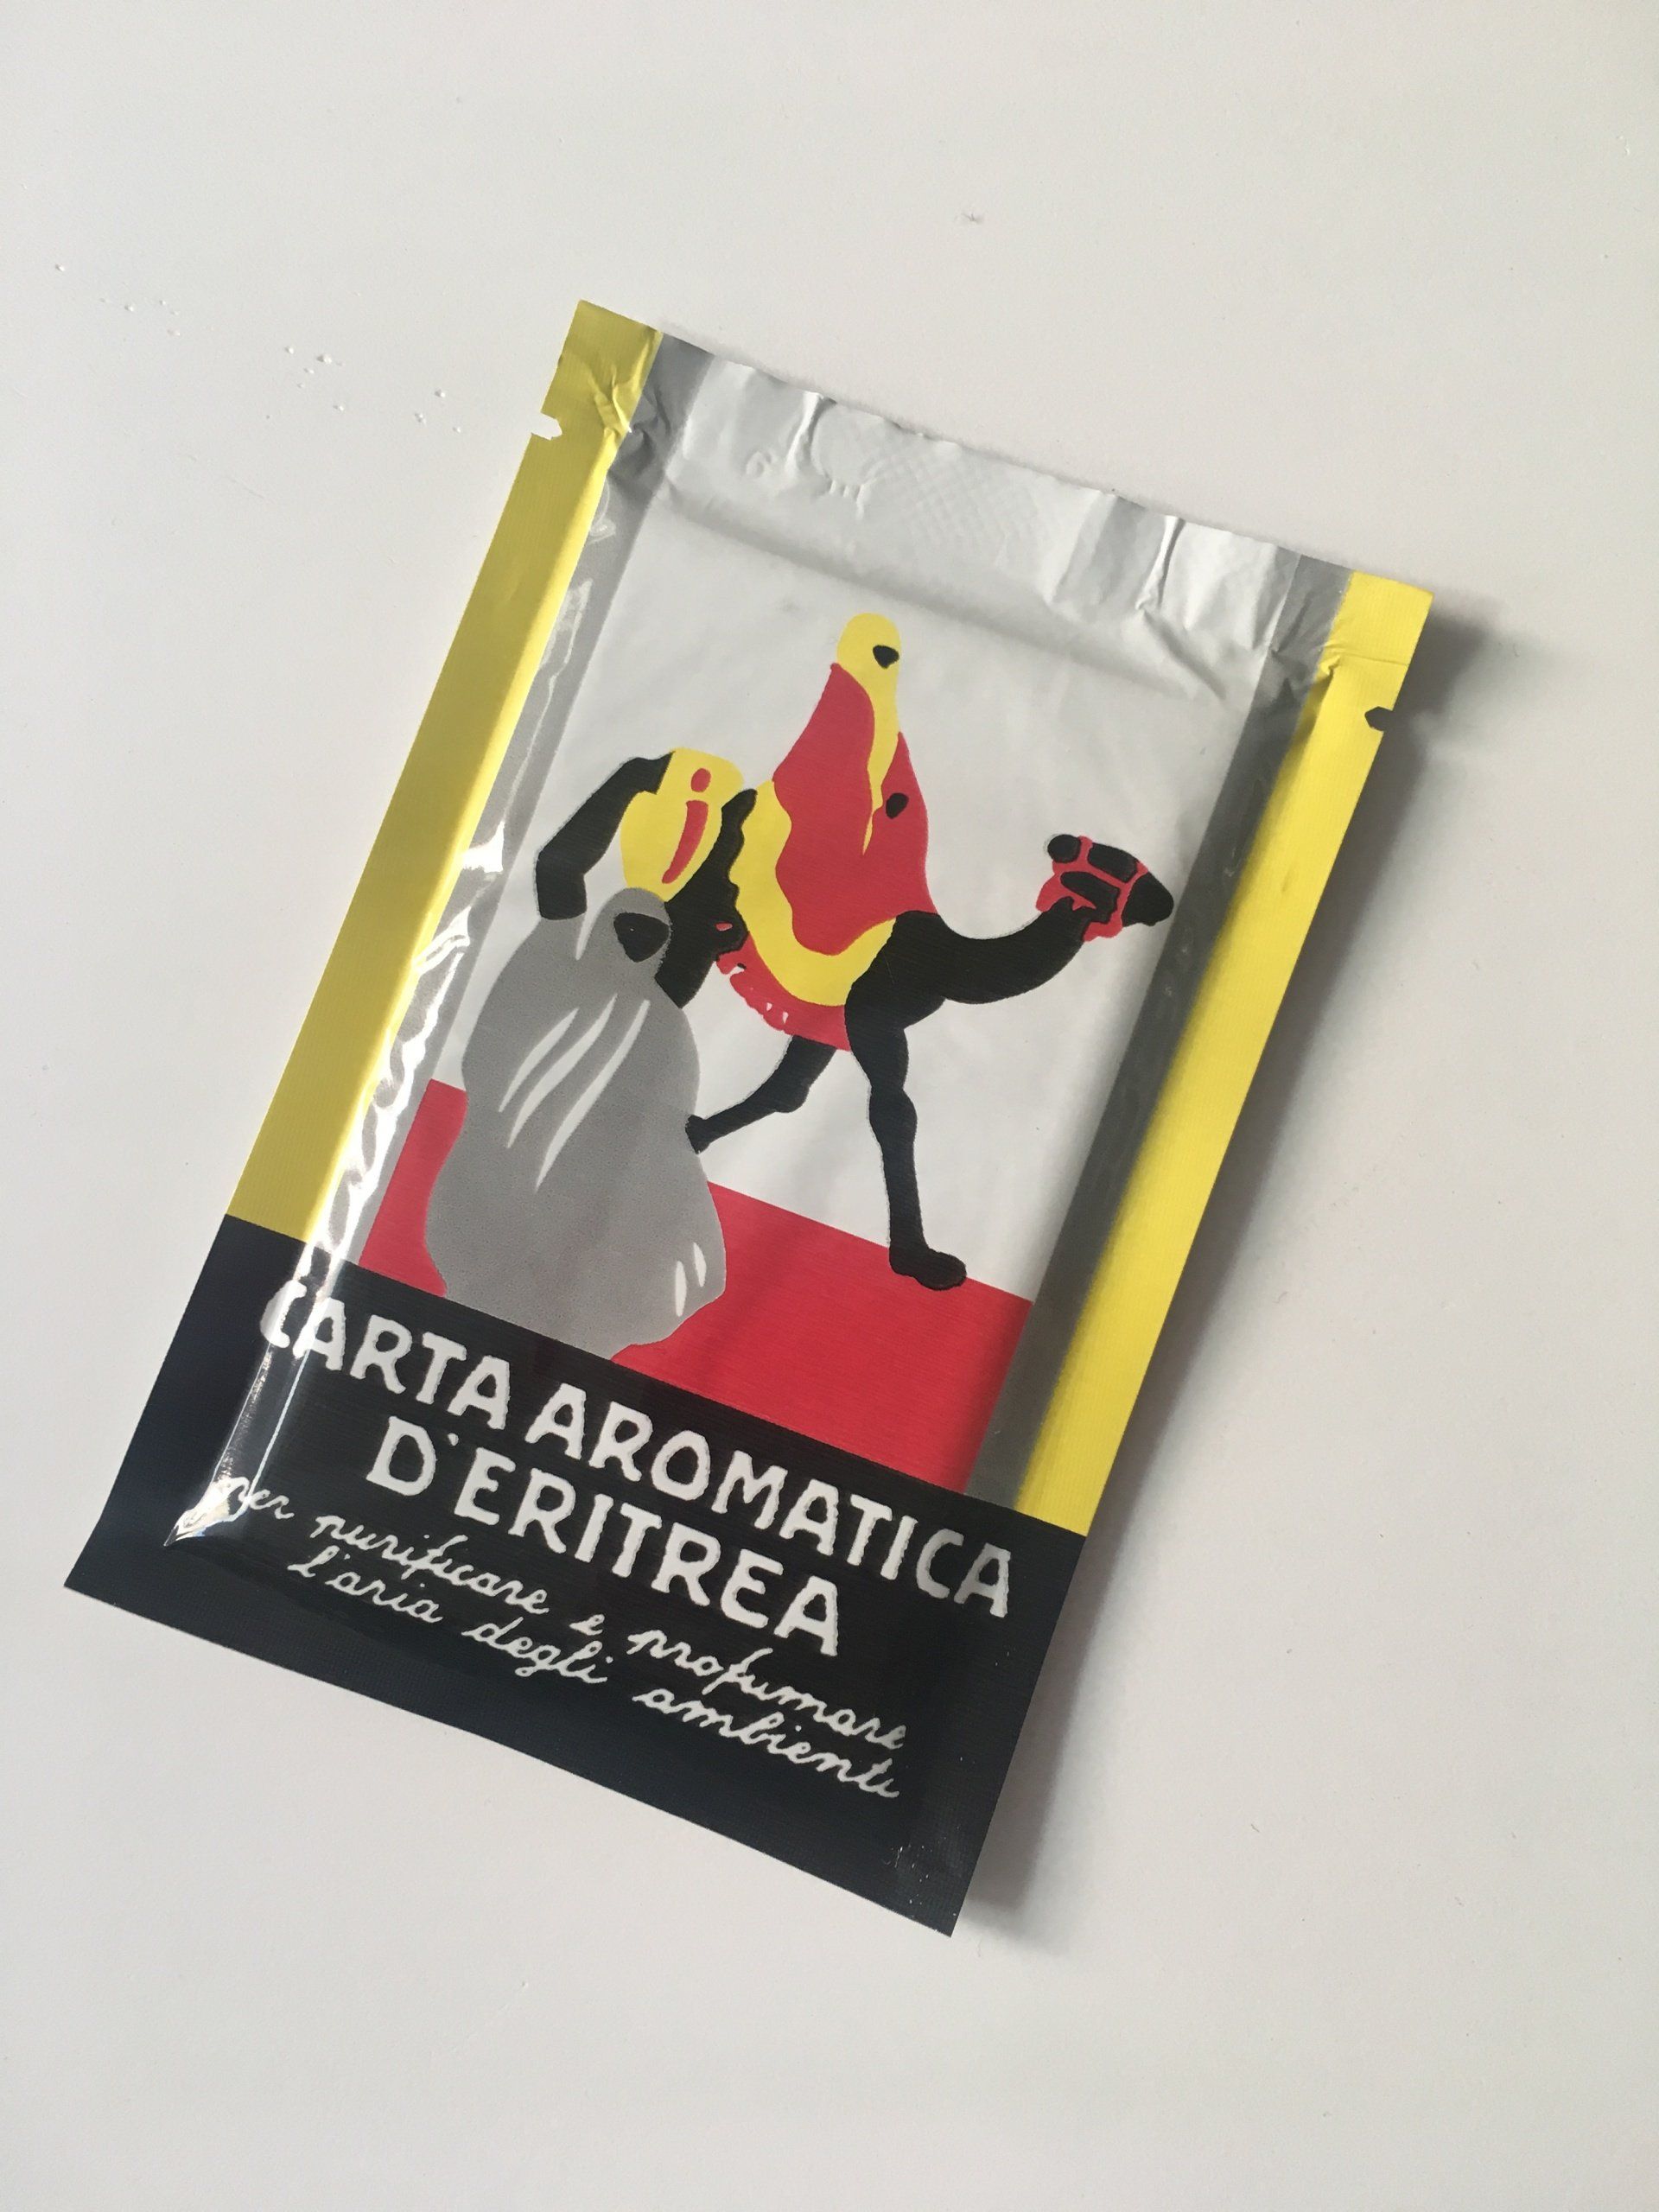 CARTA AROMATICA
D'ERITREA
per purificare e profumare
l'aria degli ambienti